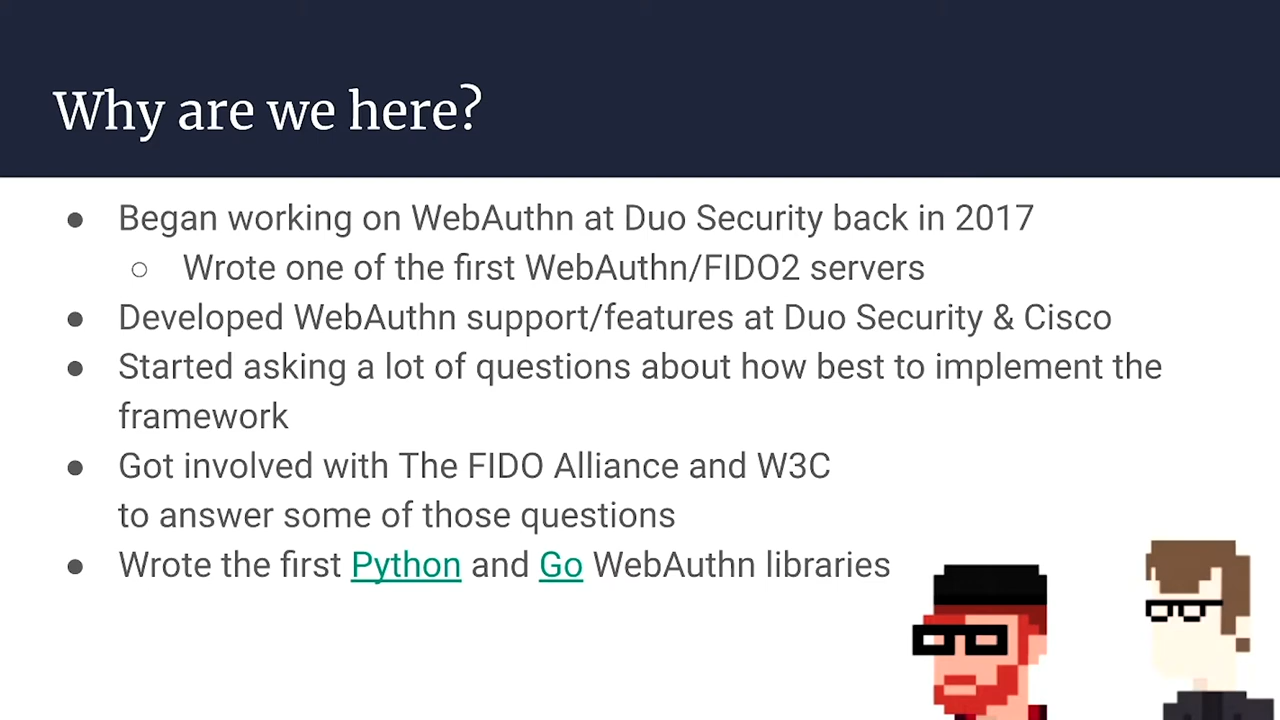 Why are we here?
● Began working on WebAuthn at Duo Security back in 2017
○ Wrote one of the first WebAuthn/FIDO2 servers
● Developed WebAuthn support/features at Duo Security & Cisco
● Started asking a lot of questions about how best to implement the
framework
● Got involved with The FIDO Alliance and W3C
to answer some of those questions
● Wrote the first Python and Go WebAuthn libraries